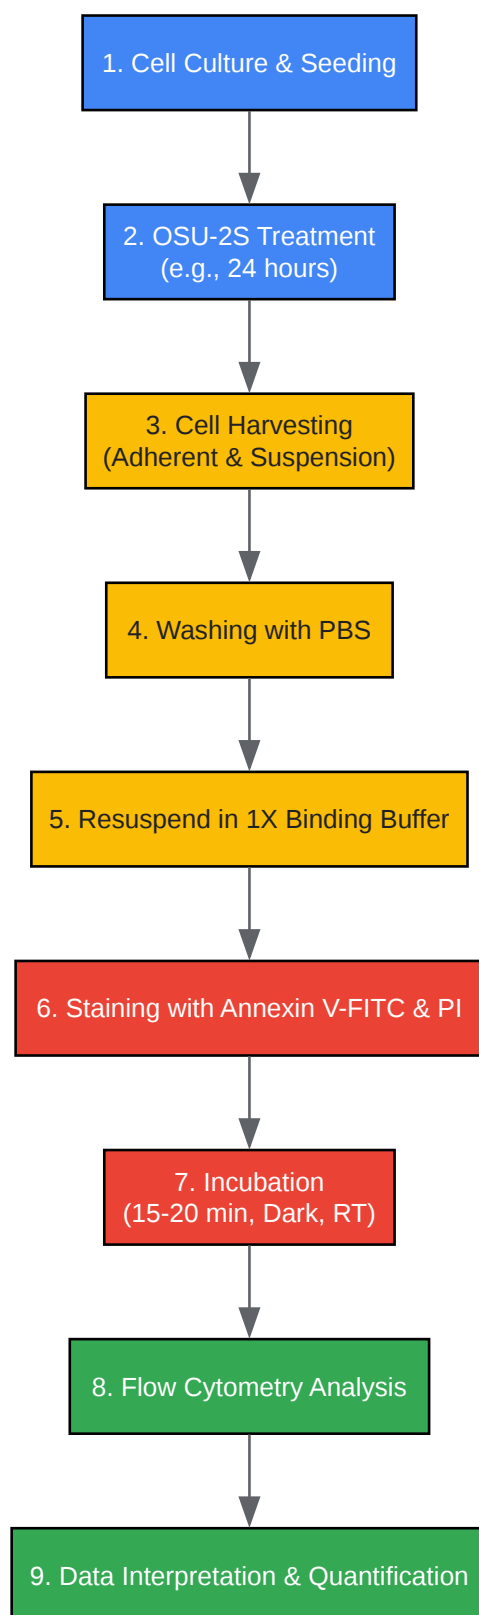 1. Cell Culture & Seeding
2. OSU-2S Treatment
(e.g., 24 hours)
3. Cell Harvesting
(Adherent & Suspension)
4. Washing with PBS
5. Resuspend in 1X Binding Buffer
6. Staining with Annexin V-FITC & PI
7. Incubation
(15-20 min, Dark, RT)
8. Flow Cytometry Analysis
9. Data Interpretation & Quantification